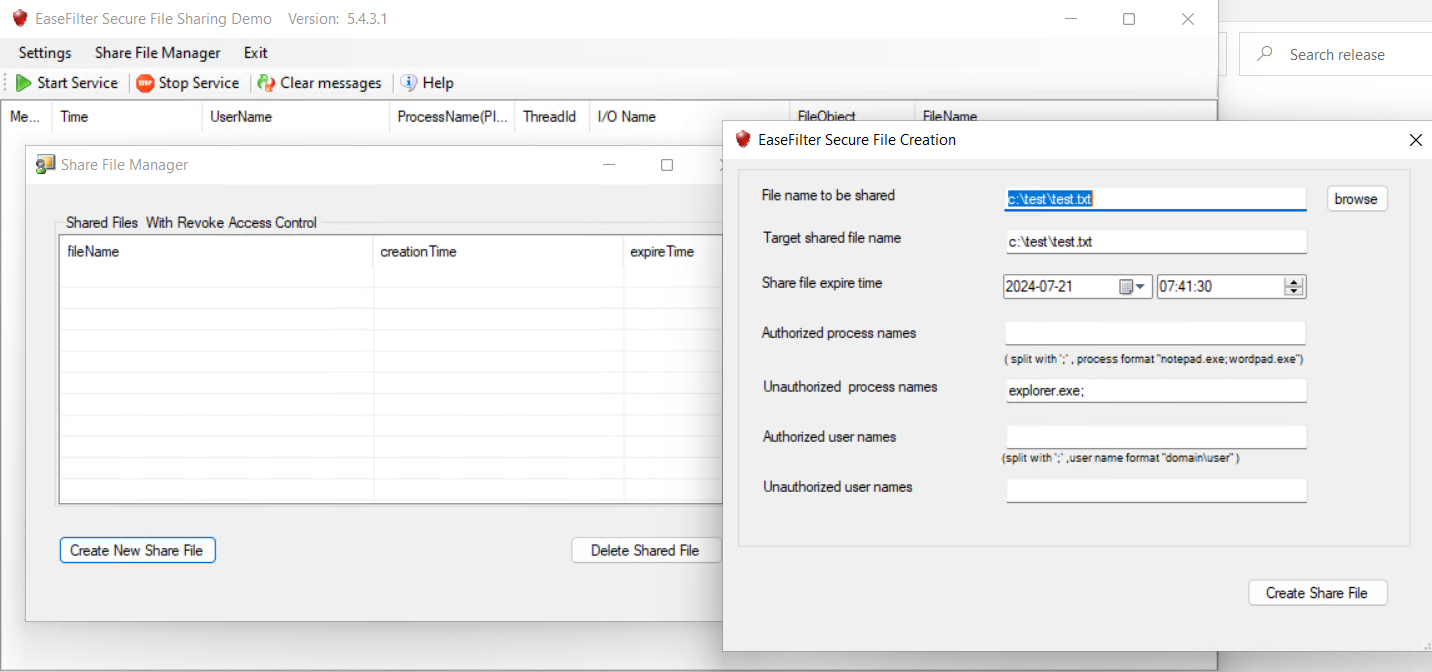 EaseFilter Secure File Sharing Demo Version: 5.4.3.1
Settings Share File Manager Exit
Search release
Start Service STOP Stop Service Clear messages Help
Me... Time UserName ProcessName(PI... ThreadId I/O Name FileObject FileName
Share File Manager
Shared Files With Revoke Access Control
fileName creationTime expireTime
Create New Share File Delete Shared File
EaseFilter Secure File Creation
File name to be shared c:\test\test.txt browse
Target shared file name c:\test\test.txt
Share file expire time 2024-07-21 07:41:30
Authorized process names
( split with ';' , process format "notepad.exe;wordpad.exe")
Unauthorized process names explorer.exe;
Authorized user names
(split with ';' ,user name format "domain\user" )
Unauthorized user names
Create Share File